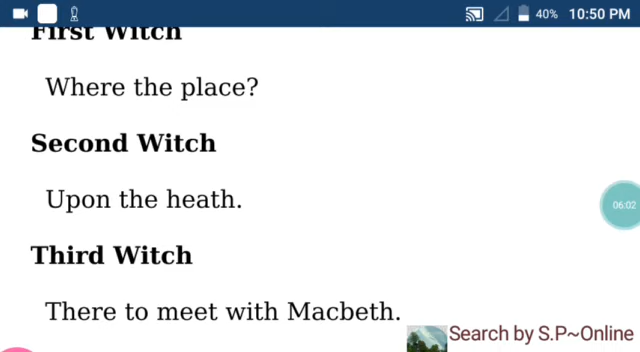 40% 10:50 PM
First Witch
Where the place?
Second Witch
Upon the heath.
06:02
Third Witch
There to meet with Macbeth.
Search by S.P~Online